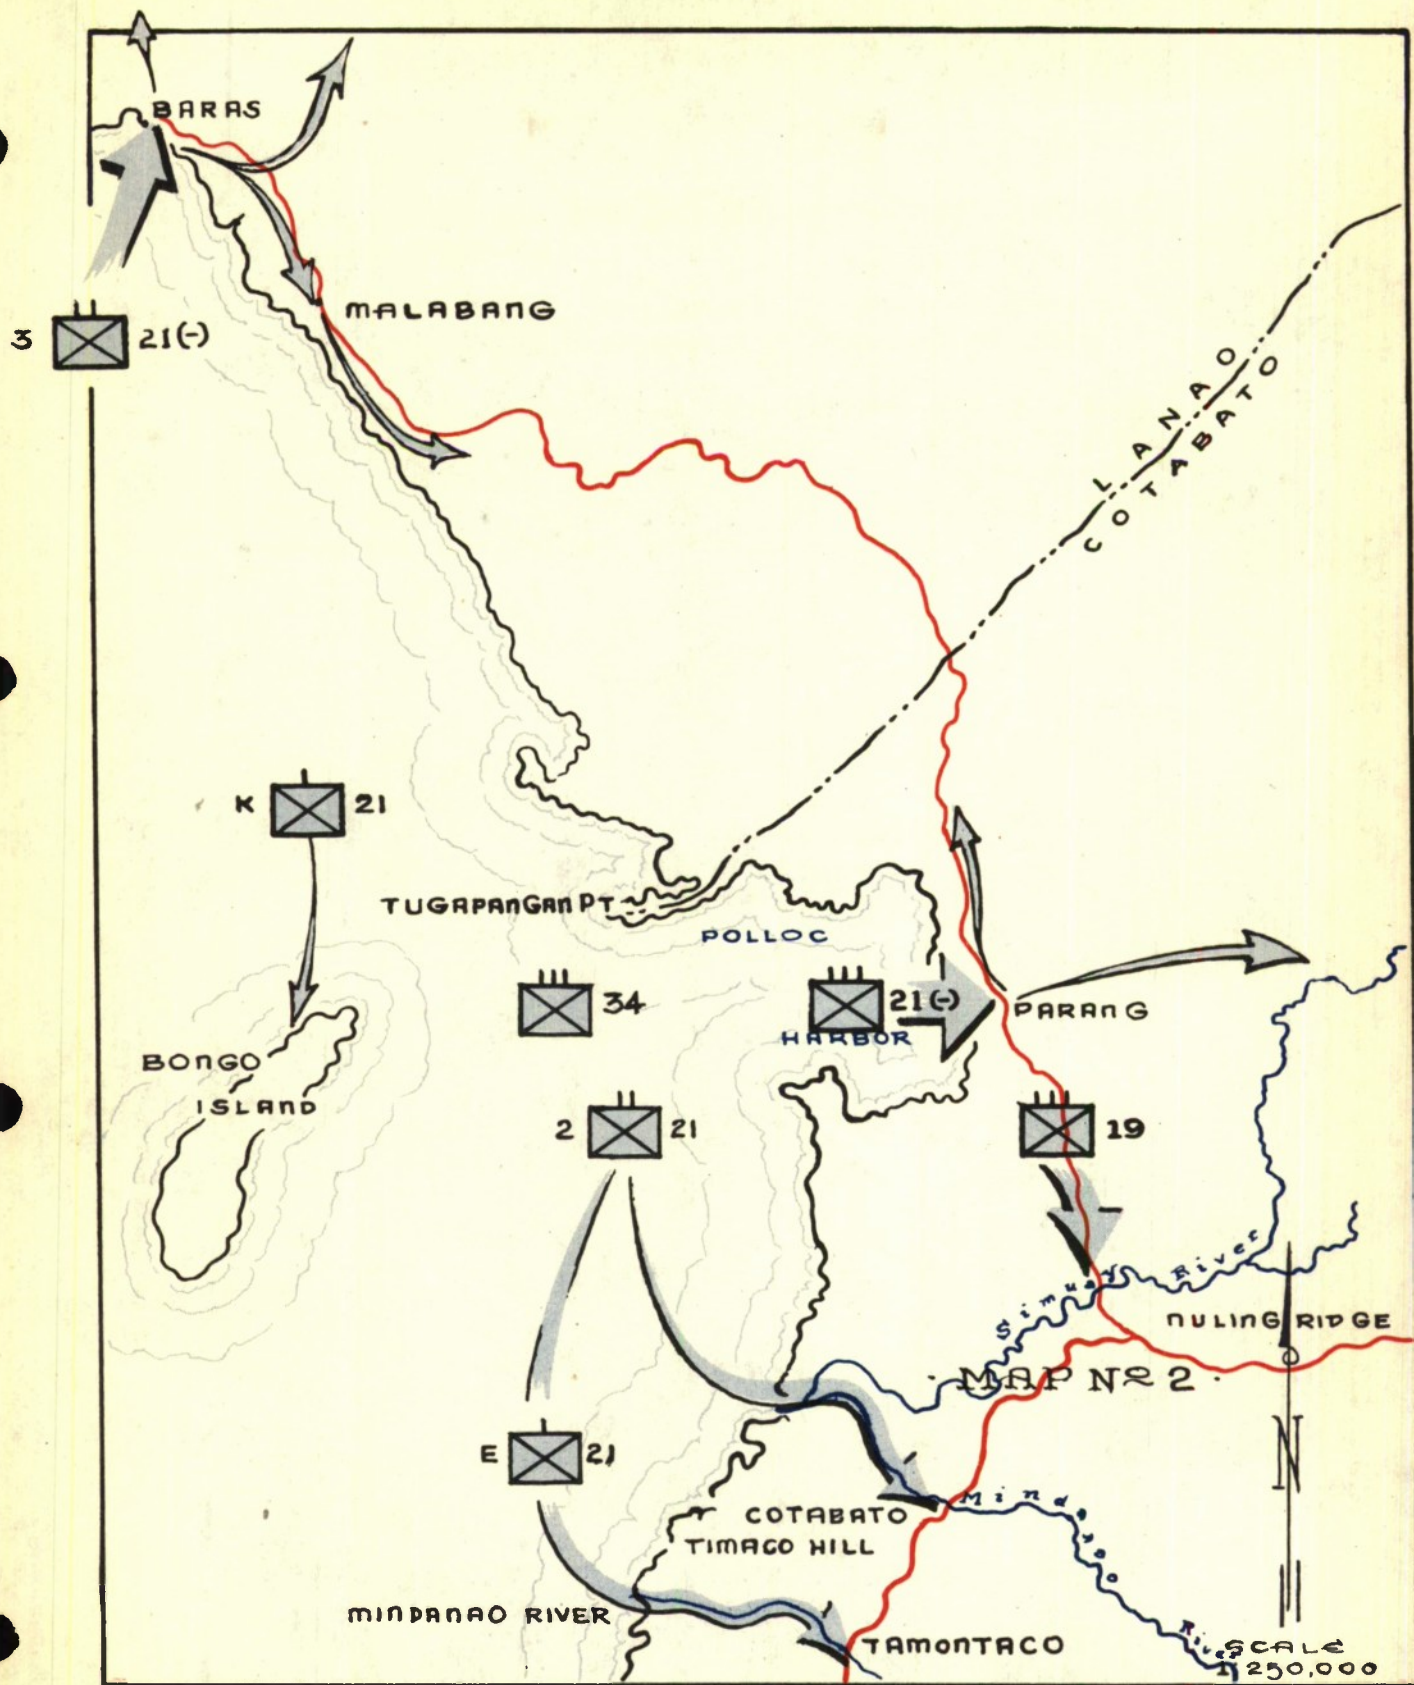 BARAS
MALABANG
3 21(-)
LANAO
COTABATO
K 21
TUGAPANGAN PT
POLLOC
HARBOR
34
21(-)
PARANG
BONGO
ISLAND
2 21
19
Simuay River
NULING RIDGE
MAP No 2
N
E 21
COTABATO
TIMACO HILL
Mindanao River
MINDANAO RIVER
TAMONTACO
SCALE
1:250,000